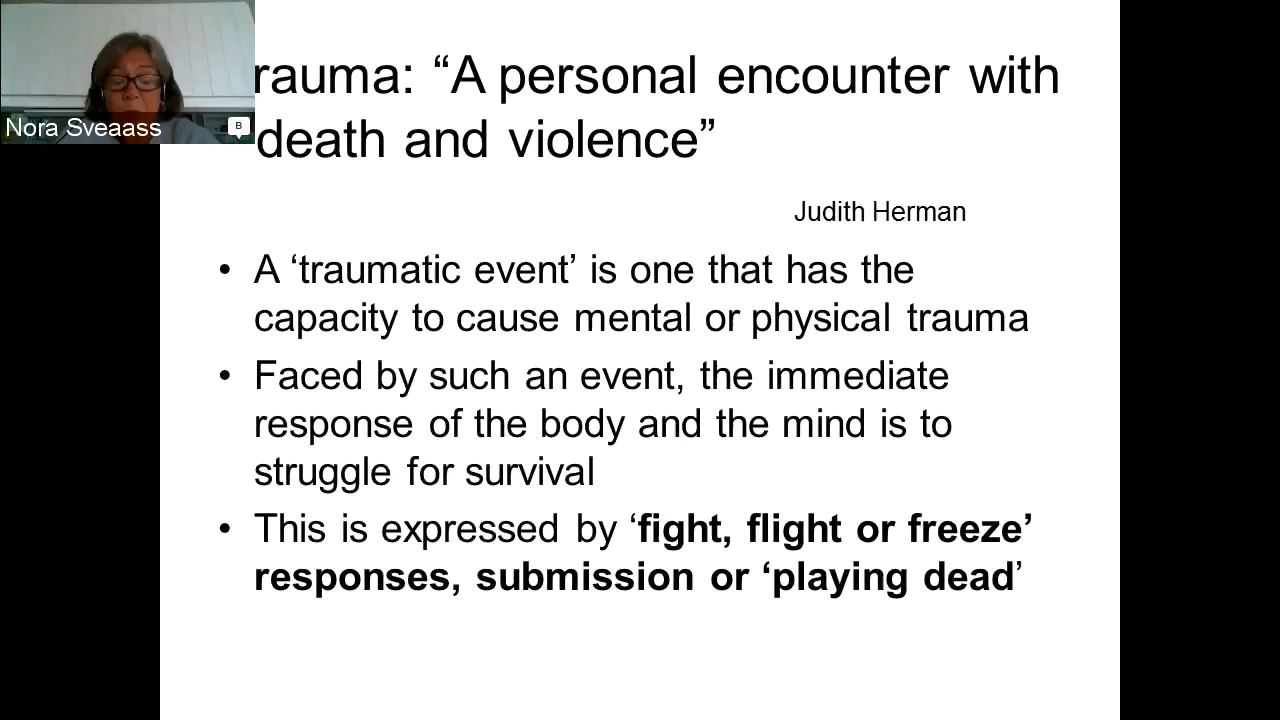 rauma: “A personal encounter with
death and violence”
Nora Sveaass
B
Judith Herman
• A ‘traumatic event’ is one that has the
capacity to cause mental or physical trauma
• Faced by such an event, the immediate
response of the body and the mind is to
struggle for survival
• This is expressed by ‘fight, flight or freeze’
responses, submission or ‘playing dead’